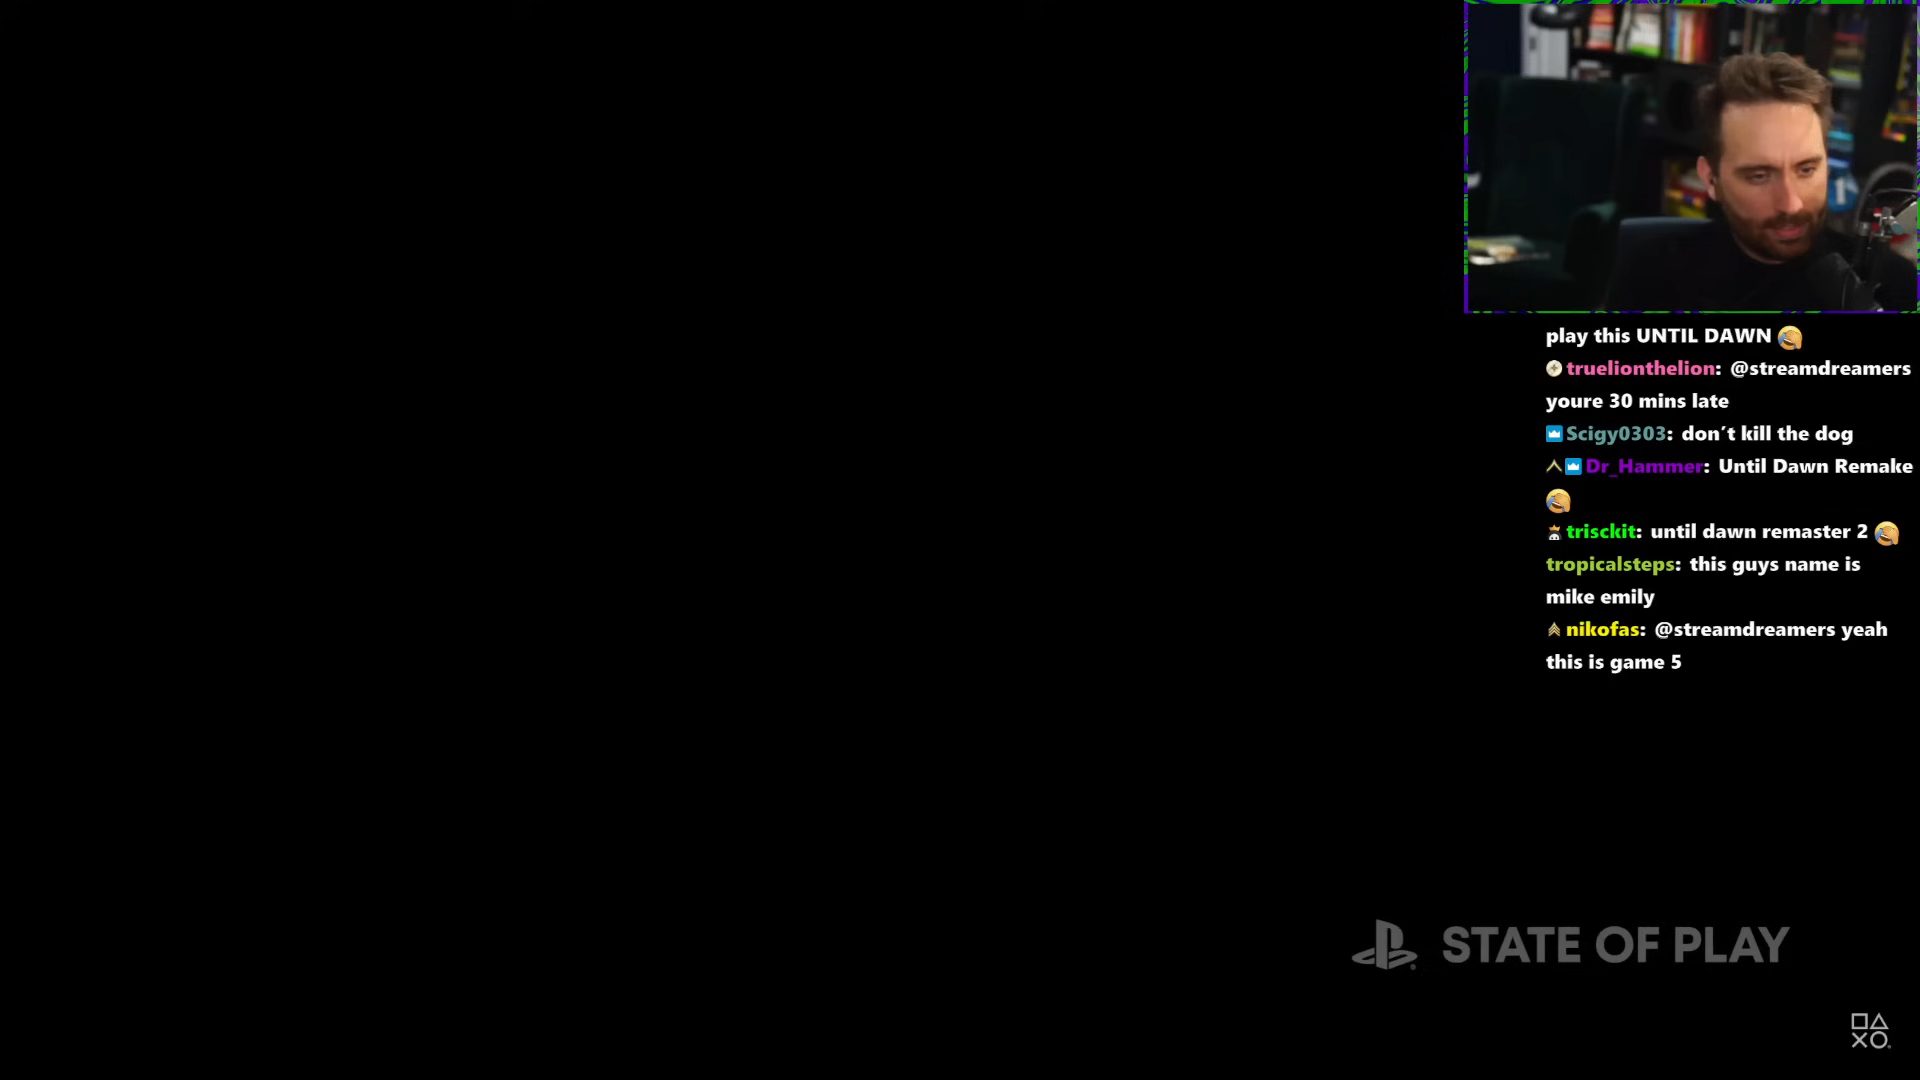 play this UNTIL DAWN
truelionthelion: @streamdreamers
youre 30 mins late
Scigy0303: don't kill the dog
Dr_Hammer: Until Dawn Remake
trisckit: until dawn remaster 2
tropicalsteps: this guys name is
mike emily
nikofas: @streamdreamers yeah
this is game 5
STATE OF PLAY